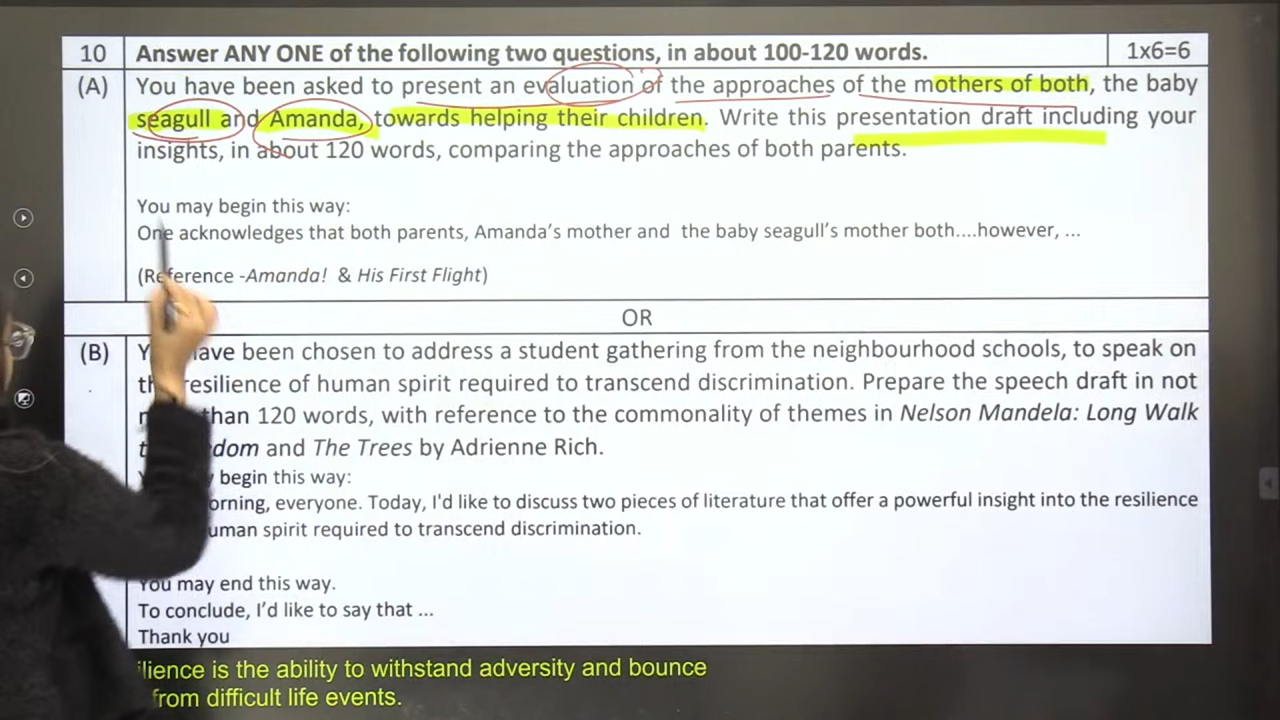 10 Answer ANY ONE of the following two questions, in about 100-120 words. 1x6=6
(A) You have been asked to present an evaluation of the approaches of the mothers of both, the baby
seagull and Amanda, towards helping their children. Write this presentation draft including your
insights, in about 120 words, comparing the approaches of both parents.
You may begin this way:
One acknowledges that both parents, Amanda's mother and the baby seagull's mother both....however, ...
(Reference -Amanda! & His First Flight)
OR
(B) have been chosen to address a student gathering from the neighbourhood schools, to speak on
resilience of human spirit required to transcend discrimination. Prepare the speech draft in not
than 120 words, with reference to the commonality of themes in Nelson Mandela: Long Walk
and The Trees by Adrienne Rich.
begin this way:
everyone. Today, I'd like to discuss two pieces of literature that offer a powerful insight into the resilience
required to transcend discrimination.
You may end this way.
To conclude, I'd like to say that ...
Thank you
is the ability to withstand adversity and bounce
from difficult life events.